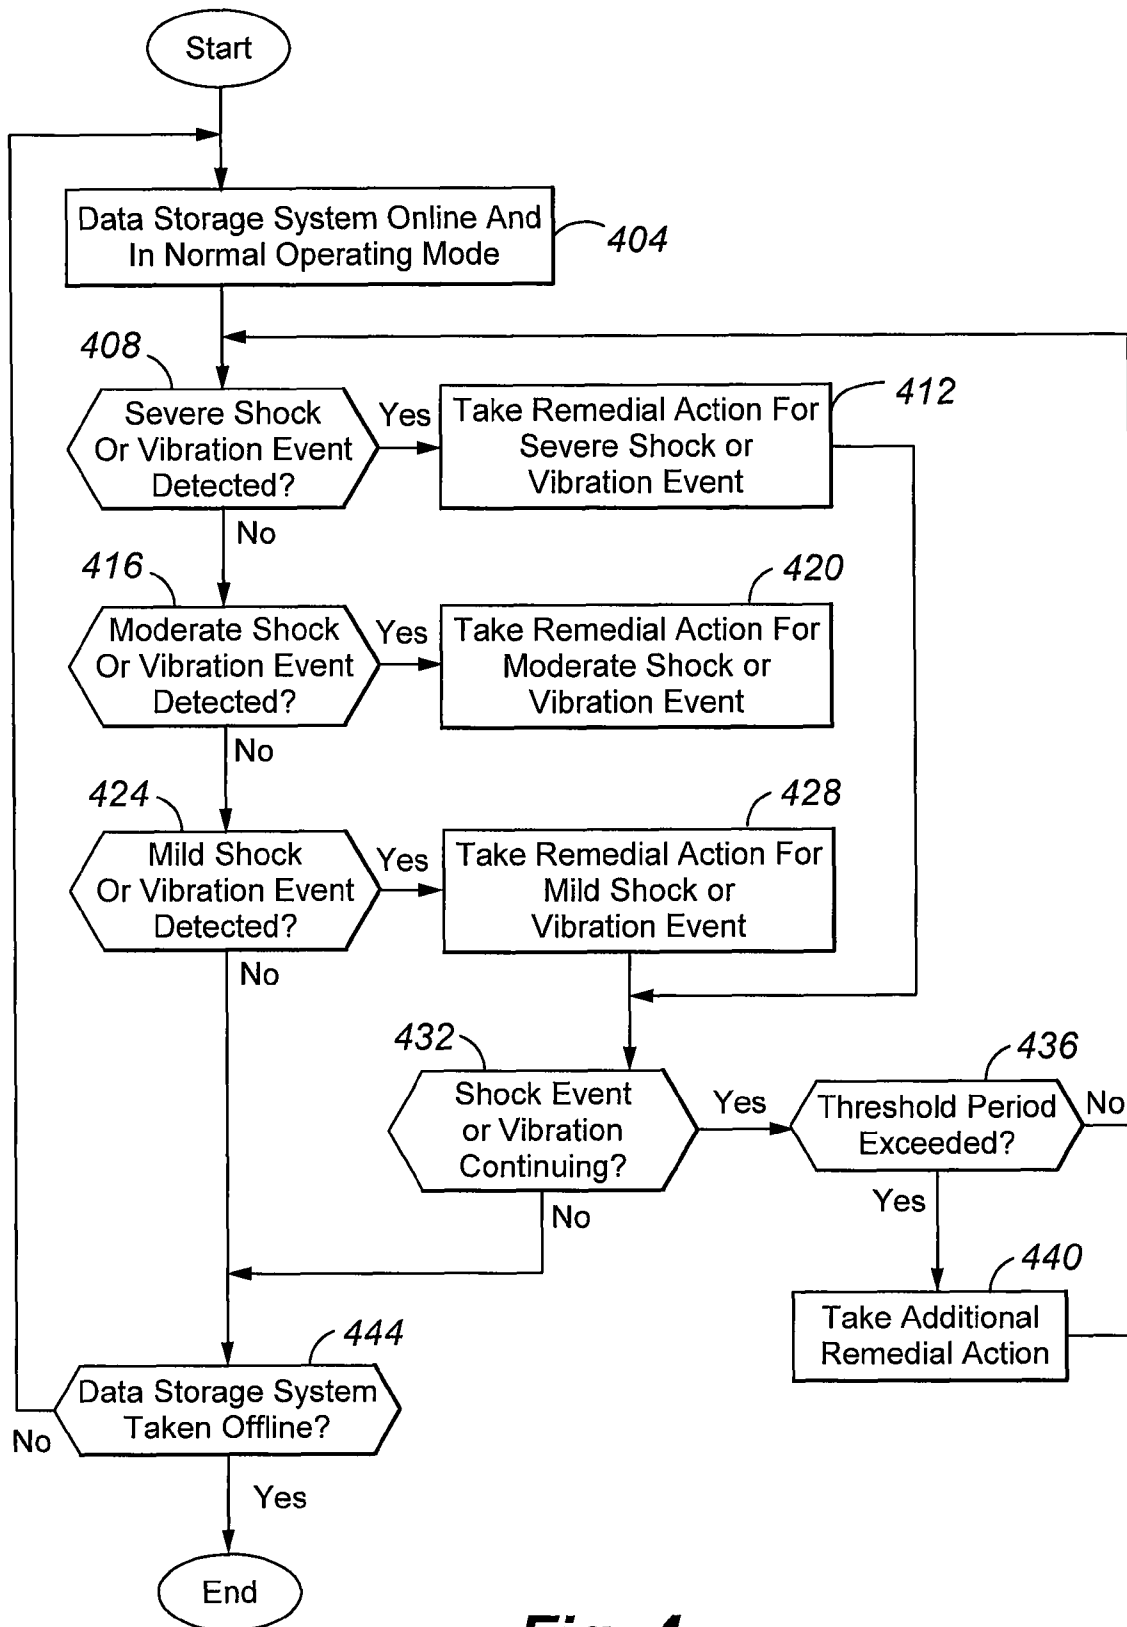 Start
Data Storage System Online And
In Normal Operating Mode
404
408
Severe Shock
Or Vibration Event
Detected?
Yes
Take Remedial Action For
Severe Shock or
Vibration Event
412
No
416
Moderate Shock
Or Vibration Event
Detected?
Yes
Take Remedial Action For
Moderate Shock or
Vibration Event
420
No
424
Mild Shock
Or Vibration Event
Detected?
Yes
Take Remedial Action For
Mild Shock or
Vibration Event
428
No
432
Shock Event
or Vibration
Continuing?
Yes
436
Threshold Period
Exceeded?
No
No
Yes
440
Take Additional
Remedial Action
444
Data Storage System
Taken Offline?
No
Yes
End